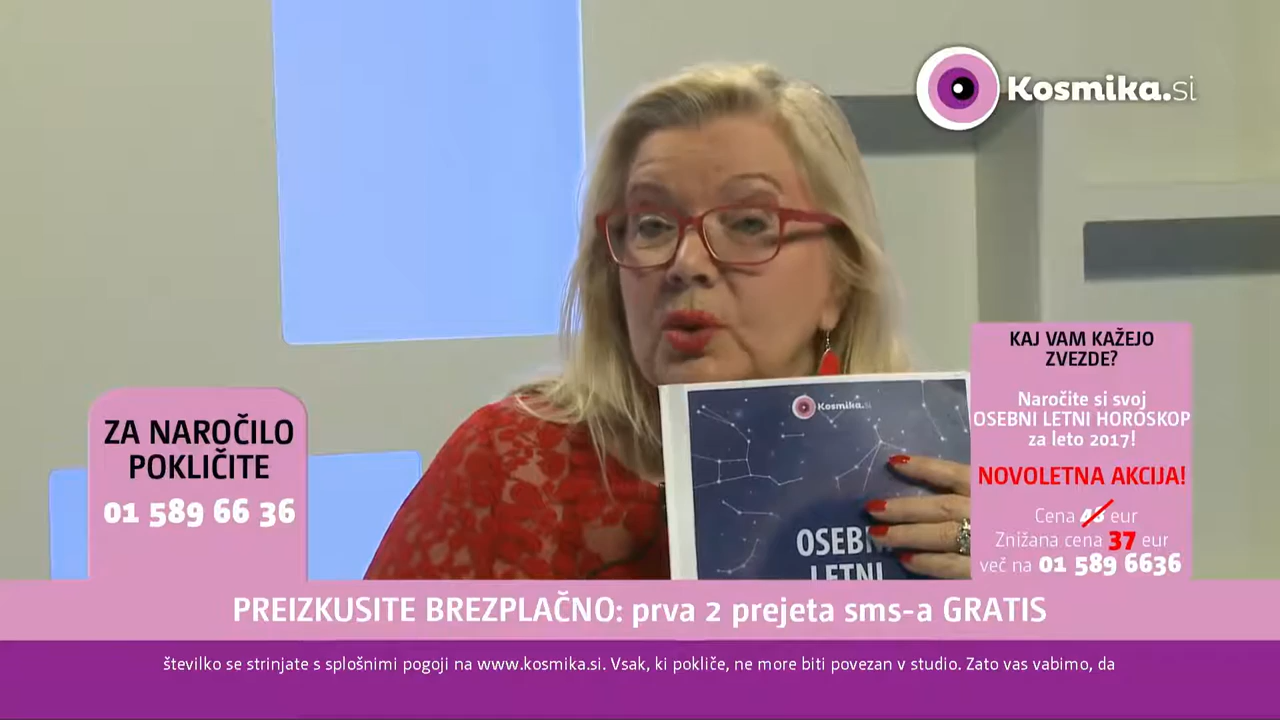 Kosmika.si
KAJ VAM KAŽEJO
ZVEZDE?
Naročite si svoj
OSEBNI LETNI HOROSKOP
za leto 2017!
NOVOLETNA AKCIJA!
Cena eur
Znižana cena 37 eur
več na 01 589 6636
ZA NAROČILO
POKLIČITE
01 589 66 36
Kosmika.si
LETNI
PREIZKUSITE BREZPLAČNO: prva 2 prejeta sms-a GRATIS
številko se strinjate s splošnimi pogoji na www.kosmika.si. Vsak, ki pokliče, ne more biti povezan v studio. Zato vas vabimo, da